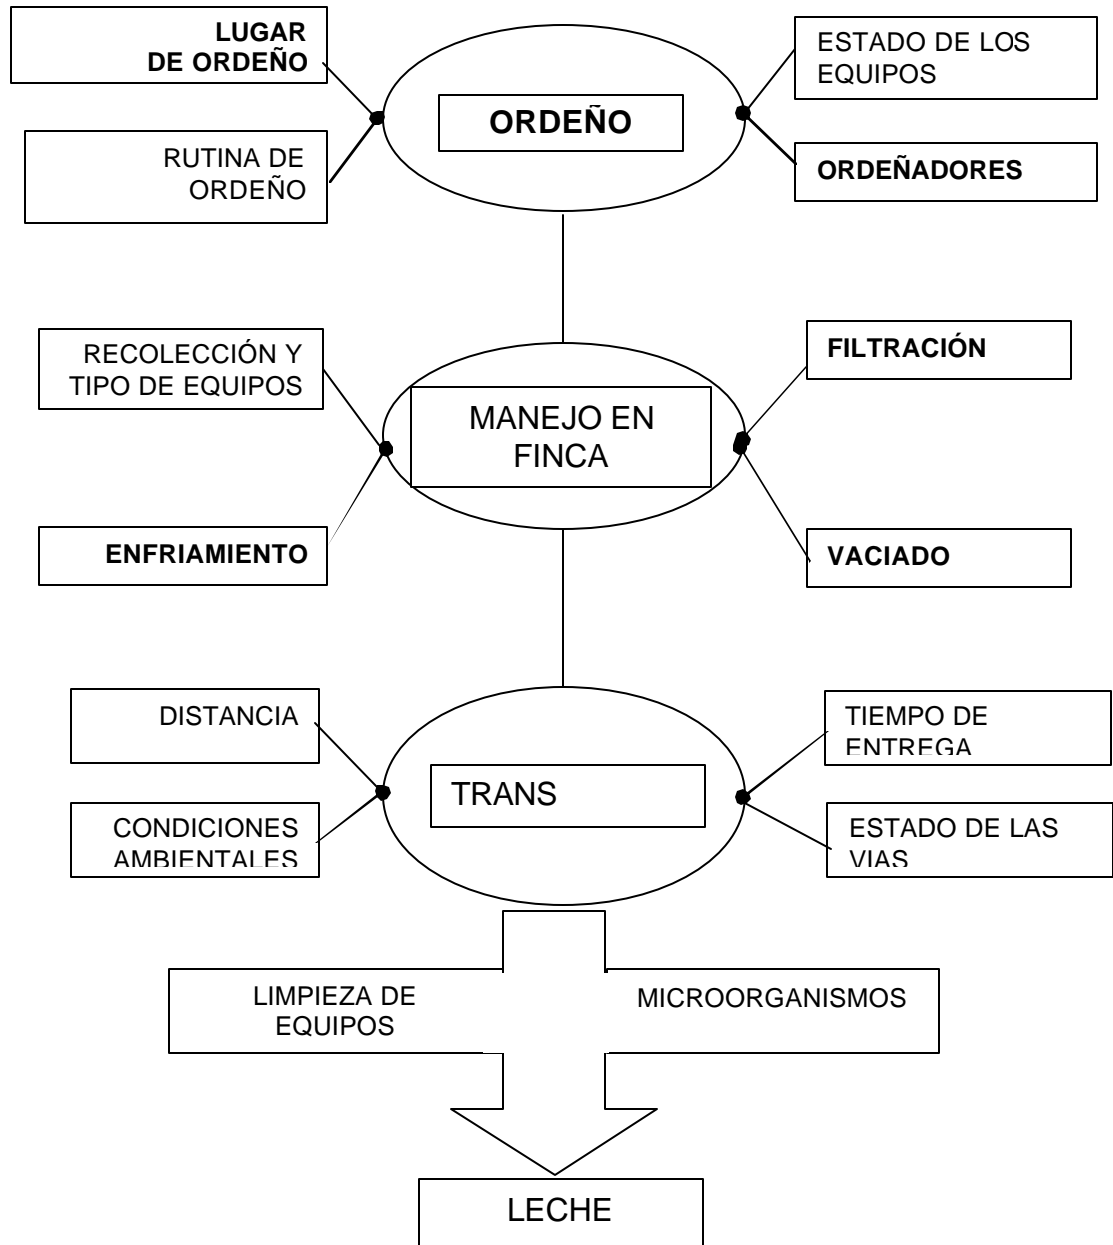 LUGAR
DE ORDEÑO
ESTADO DE LOS
EQUIPOS
ORDEÑO
RUTINA DE
ORDEÑO
ORDEÑADORES
RECOLECCIÓN Y
TIPO DE EQUIPOS
FILTRACIÓN
MANEJO EN
FINCA
ENFRIAMIENTO
VACIADO
DISTANCIA
TIEMPO DE
ENTREGA
TRANS
CONDICIONES
AMBIENTALES
ESTADO DE LAS
VIAS
LIMPIEZA DE
EQUIPOS
MICROORGANISMOS
LECHE